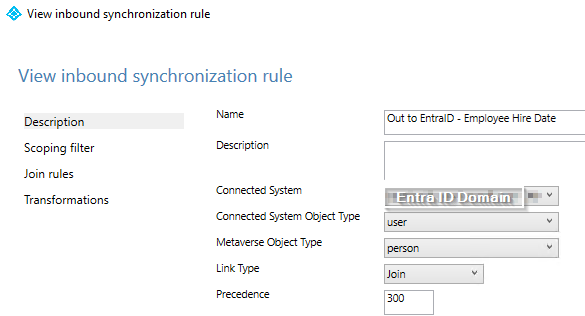 View inbound synchronization rule
View inbound synchronization rule
Description
Scoping filter
Join rules
Transformations
Name
Out to EntraID - Employee Hire Date
Description
Connected System
Entra ID Domain
Connected System Object Type
user
Metaverse Object Type
person
Link Type
Join
Precedence
300